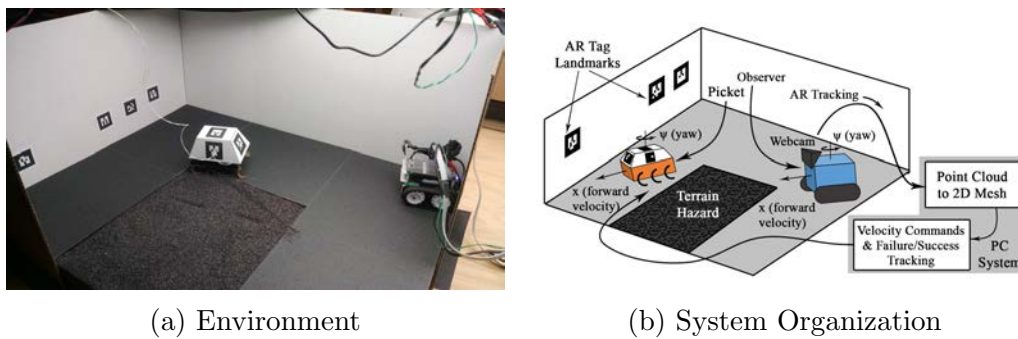 AR Tag
Landmarks
Observer
Picket
AR Tracking
Webcam
ψ (yaw)
ψ (yaw)
x (forward
velocity)
Terrain
Hazard
x (forward
velocity)
Point Cloud
to 2D Mesh
Velocity Commands
& Failure/Success
Tracking
PC
System
(a) Environment
(b) System Organization